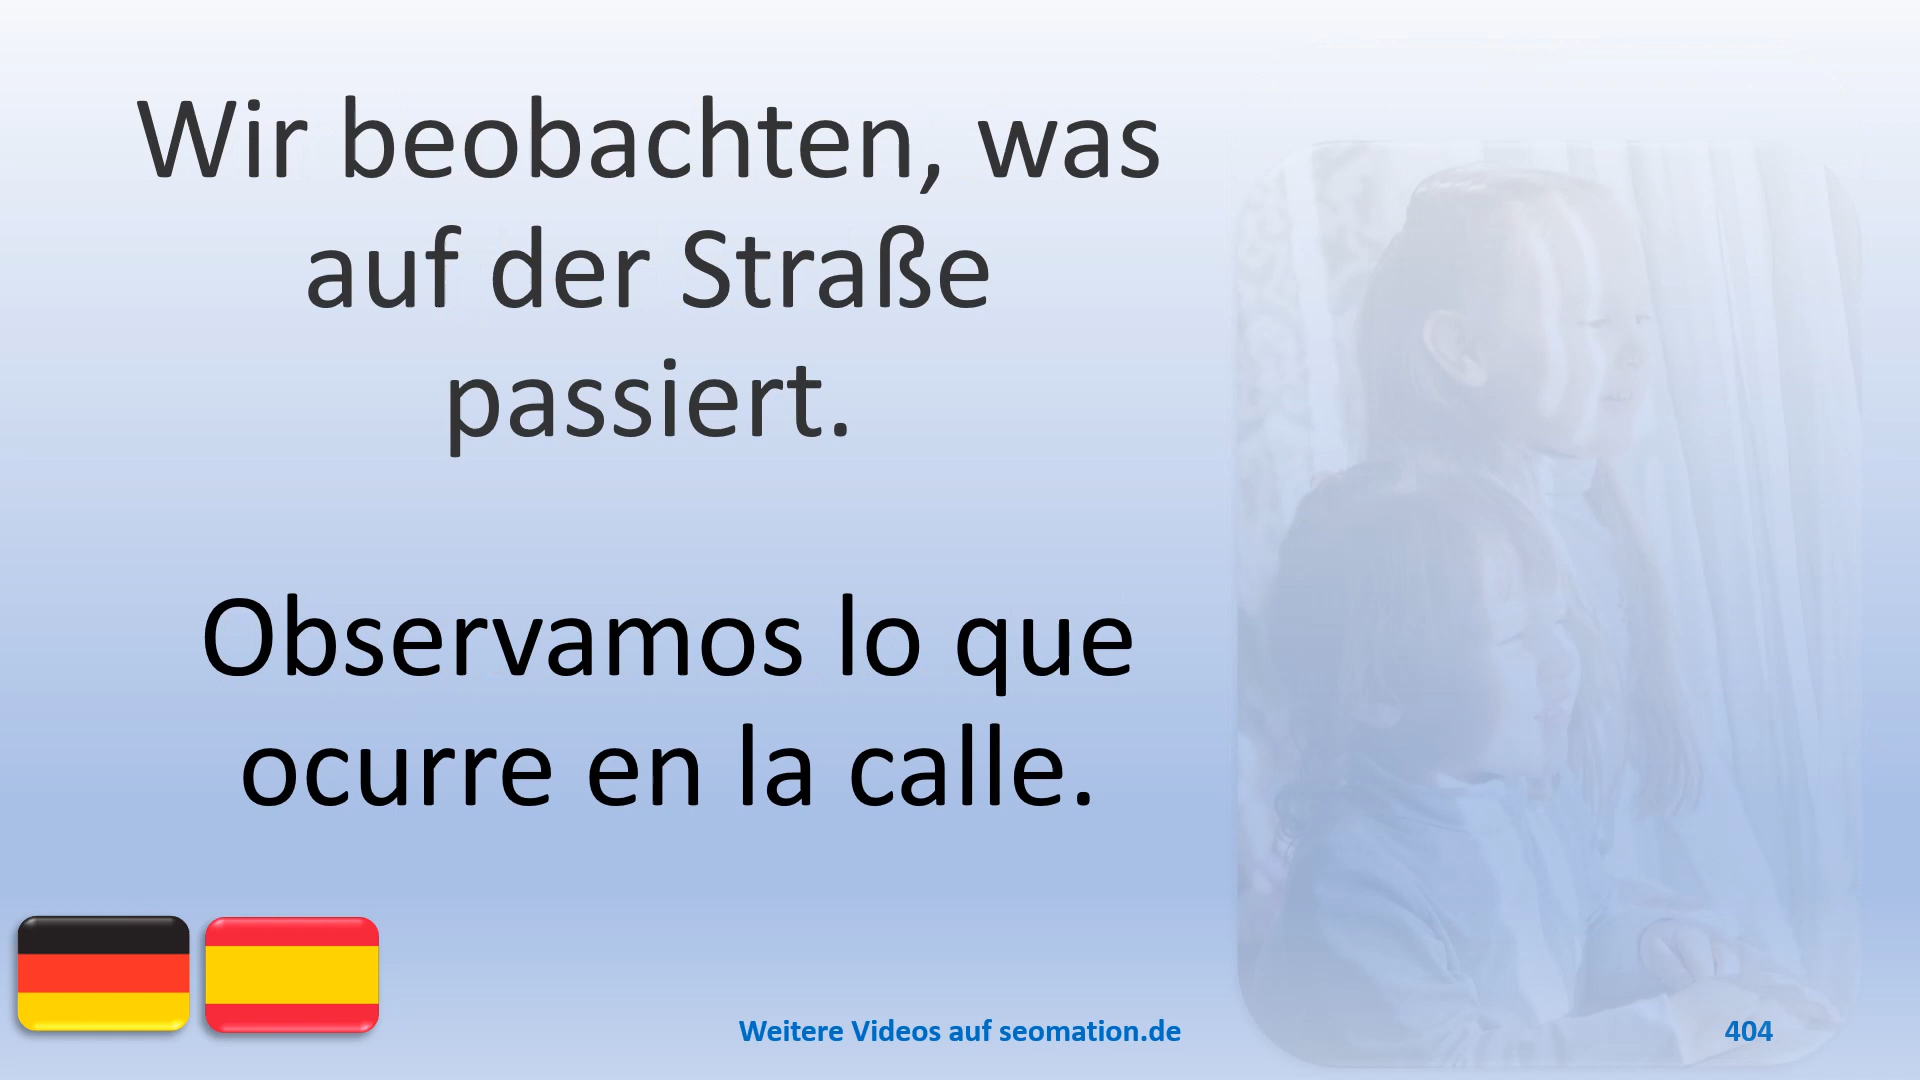 Wir beobachten, was
auf der Straße
passiert.
Observamos lo que
ocurre en la calle.
Weitere Videos auf seomation.de
404